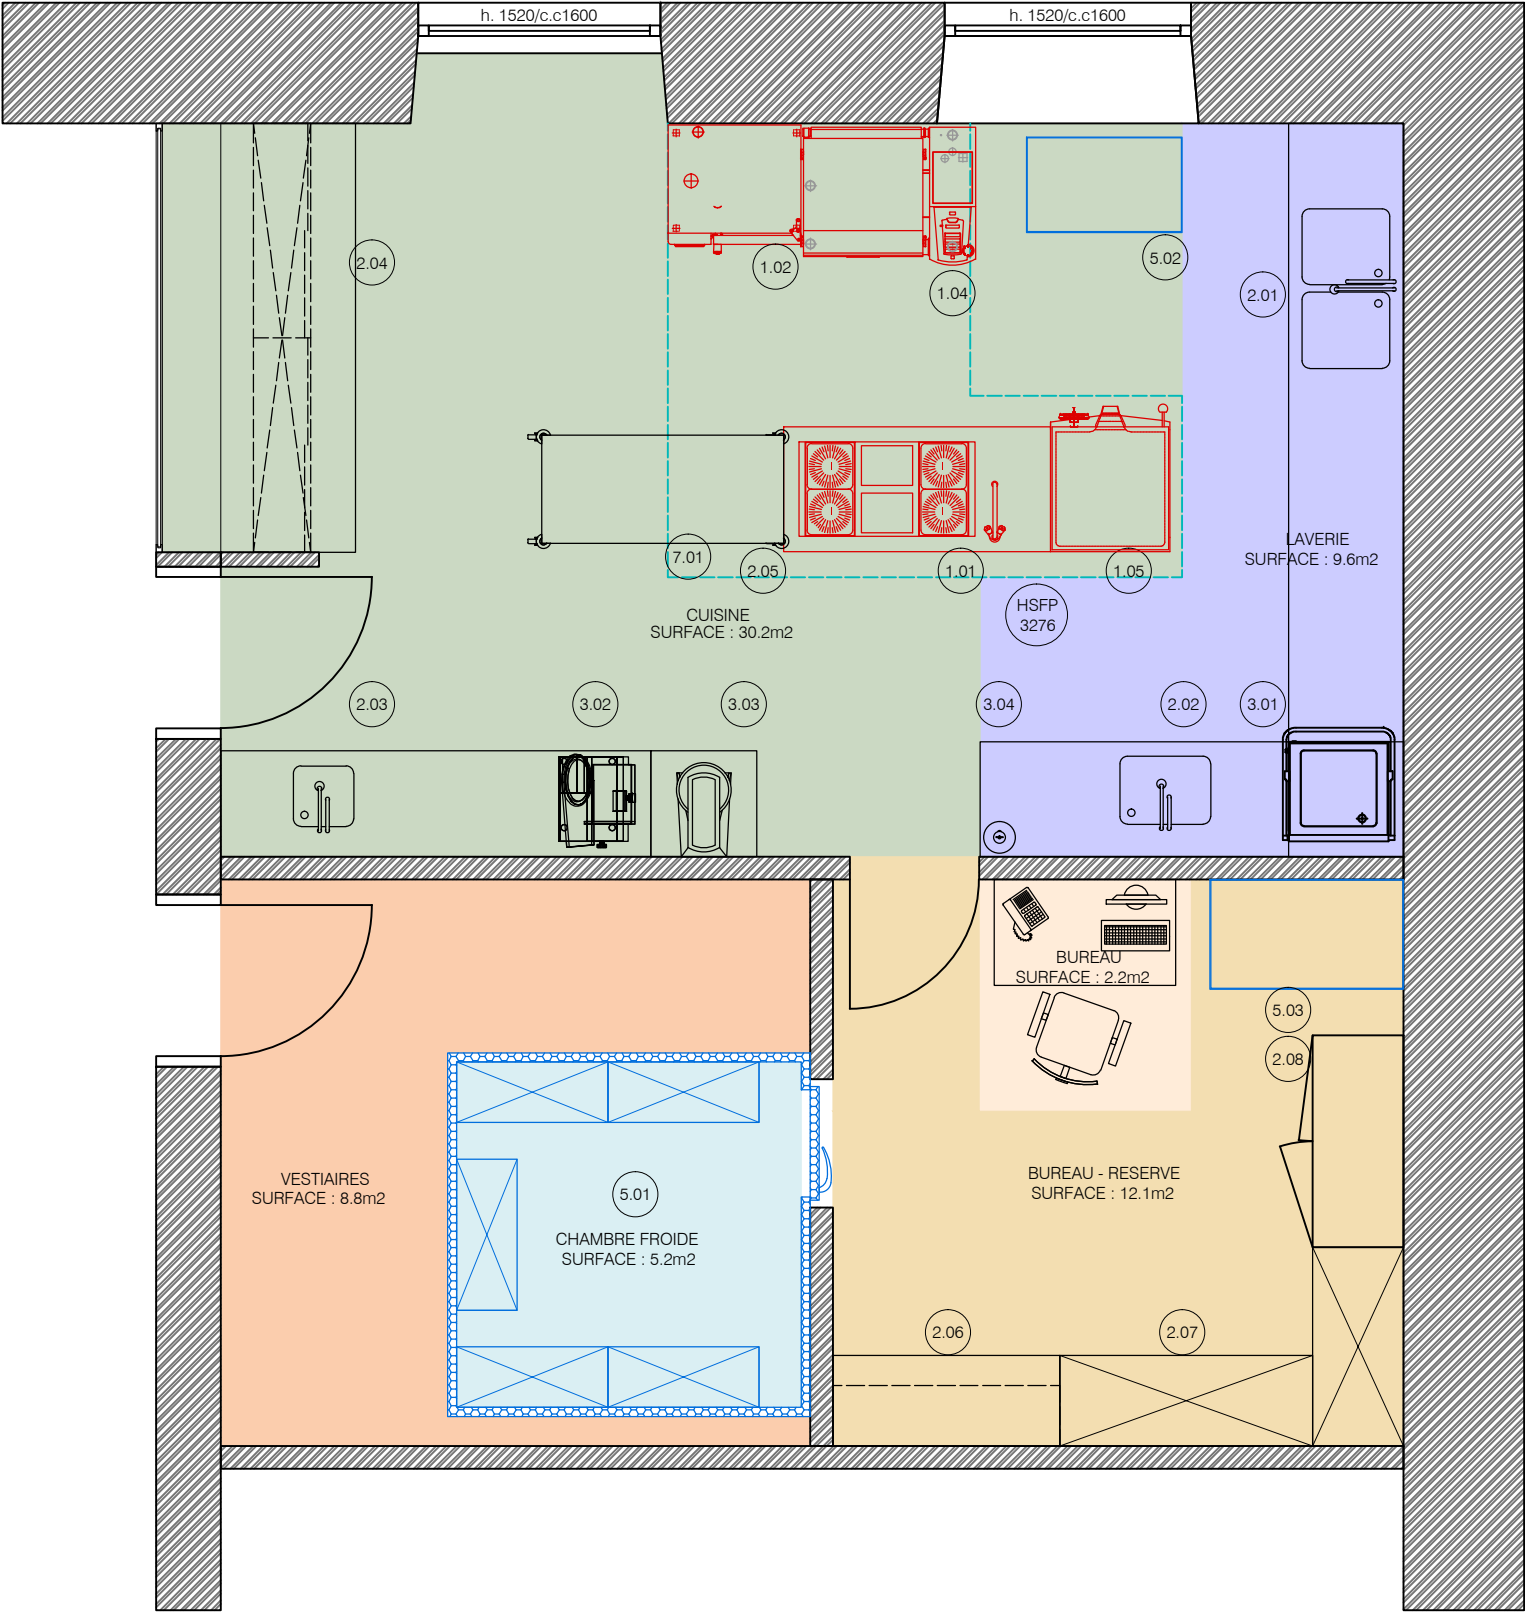 h. 1520/c.c1600
h. 1520/c.c1600
2.04
1.02
1.04
5.02
2.01
LAVERIE
SURFACE : 9.6m2
7.01
2.05
1.01
1.05
HSFP
3276
CUISINE
SURFACE : 30.2m2
2.03
3.02
3.03
3.04
2.02
3.01
BUREAU
SURFACE : 2.2m2
5.03
2.08
VESTIAIRES
SURFACE : 8.8m2
5.01
CHAMBRE FROIDE
SURFACE : 5.2m2
BUREAU - RESERVE
SURFACE : 12.1m2
2.06
2.07